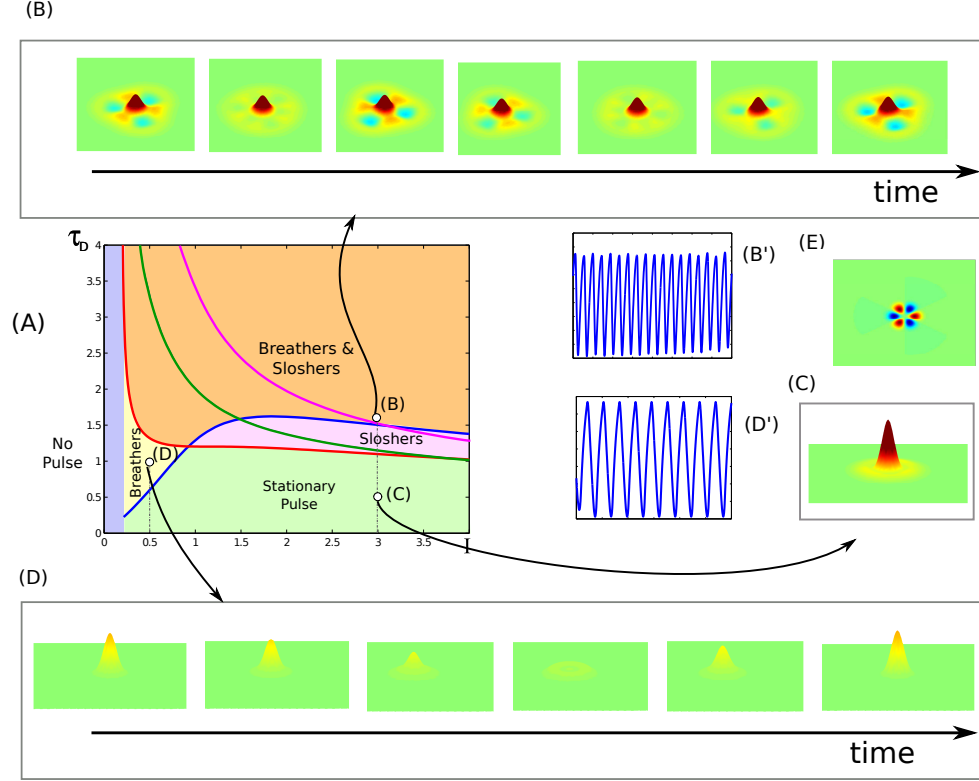 (B)
time
(A)
τD
4
3.5
3
2.5
2
1.5
1
0.5
0
0
0.5
1
1.5
2
2.5
3
3.5
I
No
Pulse
Breathers
Breathers &
Sloshers
Sloshers
Stationary
Pulse
(B)
(D)
(C)
(B')
(D')
(E)
(C)
(D)
time